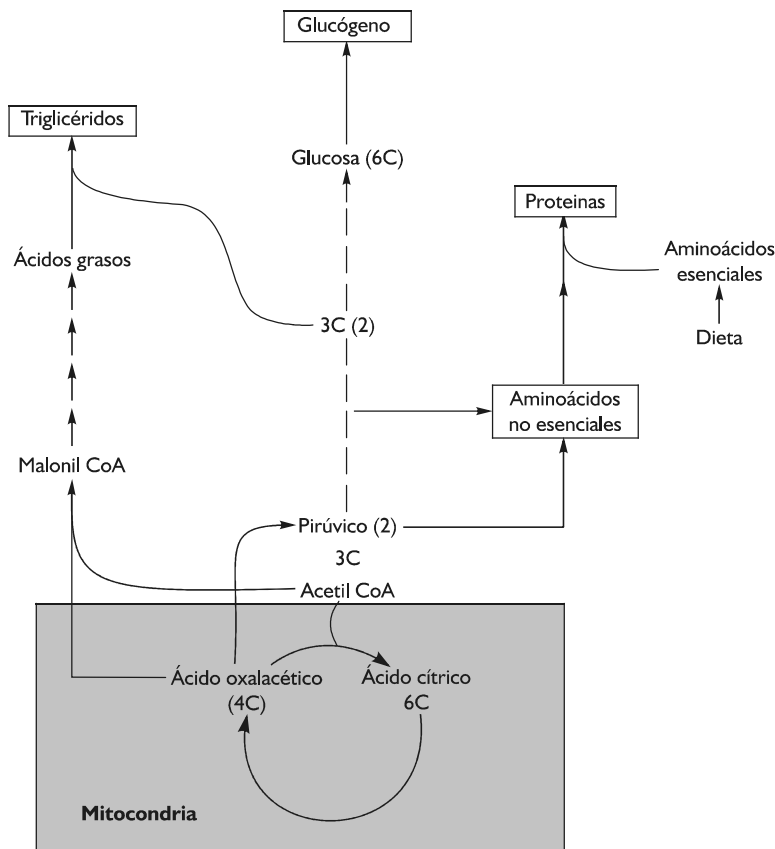 Glucógeno
Triglicéridos
Glucosa (6C)
Proteinas
Ácidos grasos
Aminoácidos
esenciales
3C (2)
Dieta
Aminoácidos
no esenciales
Malonil CoA
Pirúvico (2)
3C
Acetil CoA
Ácido oxalacético
(4C)
Ácido cítrico
6C
Mitocondria